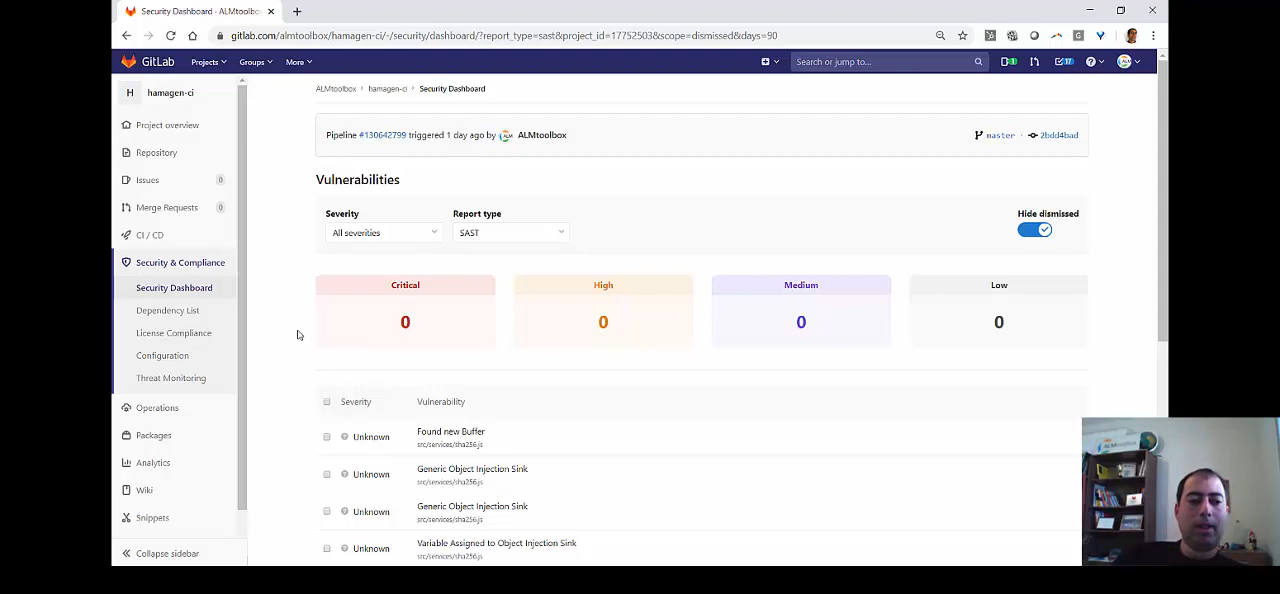 Security Dashboard - ALMtoolb
gitlab.com/almtoolbox/hamagen-ci/-/security/dashboard/?report_type=sast&project_id=17752503&scope=dismissed&days=90
GitLab Projects Groups More Search or jump to... 1 17
H hamagen-ci
Project overview
Repository
Issues 0
Merge Requests 0
CI / CD
Security & Compliance
Security Dashboard
Dependency List
License Compliance
Configuration
Threat Monitoring
Operations
Packages
Analytics
Wiki
Snippets
Collapse sidebar
ALMtoolbox › hamagen-ci › Security Dashboard
Pipeline #130642799 triggered 1 day ago by ALMtoolbox master 2bdd4bad
Vulnerabilities
Severity Report type Hide dismissed
All severities SAST
Critical High Medium Low
0 0 0 0
Severity Vulnerability
Unknown Found new Buffer
src/services/sha256.js
Unknown Generic Object Injection Sink
src/services/sha256.js
Unknown Generic Object Injection Sink
src/services/sha256.js
Unknown Variable Assigned to Object Injection Sink
src/services/sha256.js